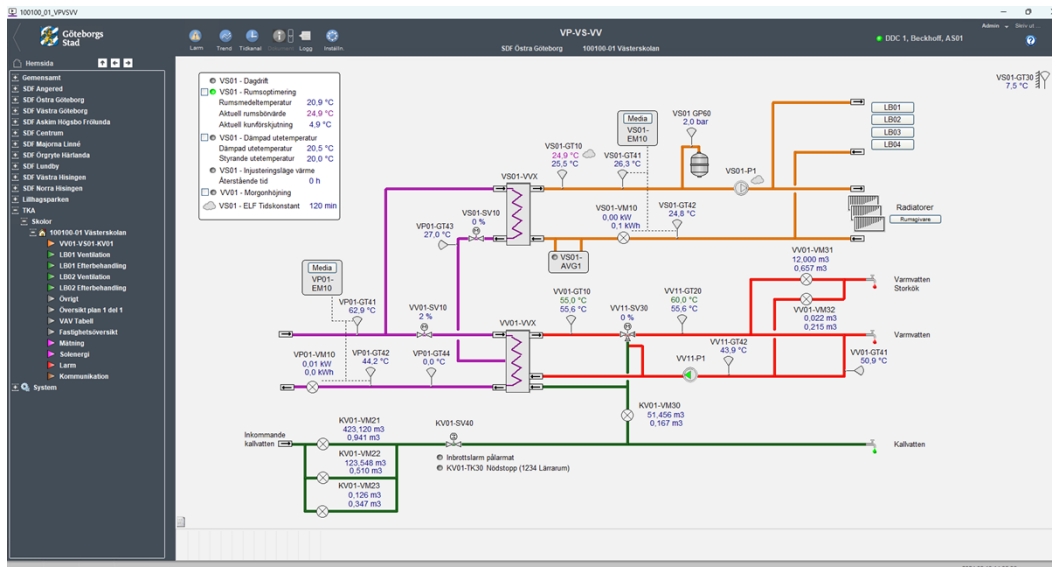 100100_01_VPVSVV
Göteborgs
Stad
Larm
Trend
Tidkanal
Dokument
Logg
Inställn.
VP-VS-VV
SDF Östra Göteborg
100100-01 Västerskolan
Admin
Skriv ut...
DDC 1, Beckhoff, AS01
Hemsida
Gemensamt
SDF Angered
SDF Östra Göteborg
SDF Västra Göteborg
SDF Askim Högsbo Frölunda
SDF Centrum
SDF Majorna Linné
SDF Örgryte Härlanda
SDF Lundby
SDF Västra Hisingen
SDF Norra Hisingen
Lillhagsparken
TKA
Skolor
100100-01 Västerskolan
VV01-VS01-KV01
LB01 Ventilation
LB01 Efterbehandling
LB02 Ventilation
LB02 Efterbehandling
Övrigt
Översikt plan 1 del 1
VAV Tabell
Fastighetsöversikt
Mätning
Solenergi
Larm
Kommunikation
System
VS01 - Dagdrift
VS01 - Rumsoptimering
Rumsmedeltemperatur 20,9 °C
Aktuell rumsbörvärde 24,9 °C
Aktuell kurvförskjutning 4,9 °C
VS01 - Dämpad utetemperatur
Dämpad utetemperatur 20,5 °C
Styrande utetemperatur 20,0 °C
VS01 - Injusteringsläge värme
Återstående tid 0 h
VV01 - Morgonhöjning
VS01 - ELF Tidskonstant 120 min
VS01-GT30
7,5 °C
LB01
LB02
LB03
LB04
Media
VS01-
EM10
VS01 GP60
2,0 bar
VS01-GT10
24,9 °C
25,5 °C
VS01-GT41
26,3 °C
VS01-P1
VS01-VVX
VS01-SV10
0 %
VP01-GT43
27,0 °C
VS01-VM10
0,00 kW
0,1 kWh
VS01-GT42
24,8 °C
Radiatorer
Rumsgivare
VS01-
AVG1
Media
VP01-
EM10
VP01-GT41
62,9 °C
VV01-SV10
2 %
VV01-VVX
VV01-GT10
55,0 °C
55,6 °C
VV11-SV30
0 %
VV11-GT20
60,0 °C
55,6 °C
VV01-VM31
12,000 m3
0,657 m3
Varmvatten
Storkök
VV01-VM32
0,022 m3
0,215 m3
Varmvatten
VP01-VM10
0,01 kW
0,0 kWh
VP01-GT42
44,2 °C
VP01-GT44
0,0 °C
VV11-GT42
43,9 °C
VV11-P1
VV01-GT41
50,9 °C
KV01-VM30
51,456 m3
0,167 m3
KV01-VM21
423,120 m3
0,941 m3
KV01-SV40
Inkommande
kallvatten
Kallvatten
KV01-VM22
123,548 m3
0,510 m3
Inbrottslarm pålarmat
KV01-TK30 Nödstopp (1234 Lärrarum)
KV01-VM23
0,126 m3
0,347 m3